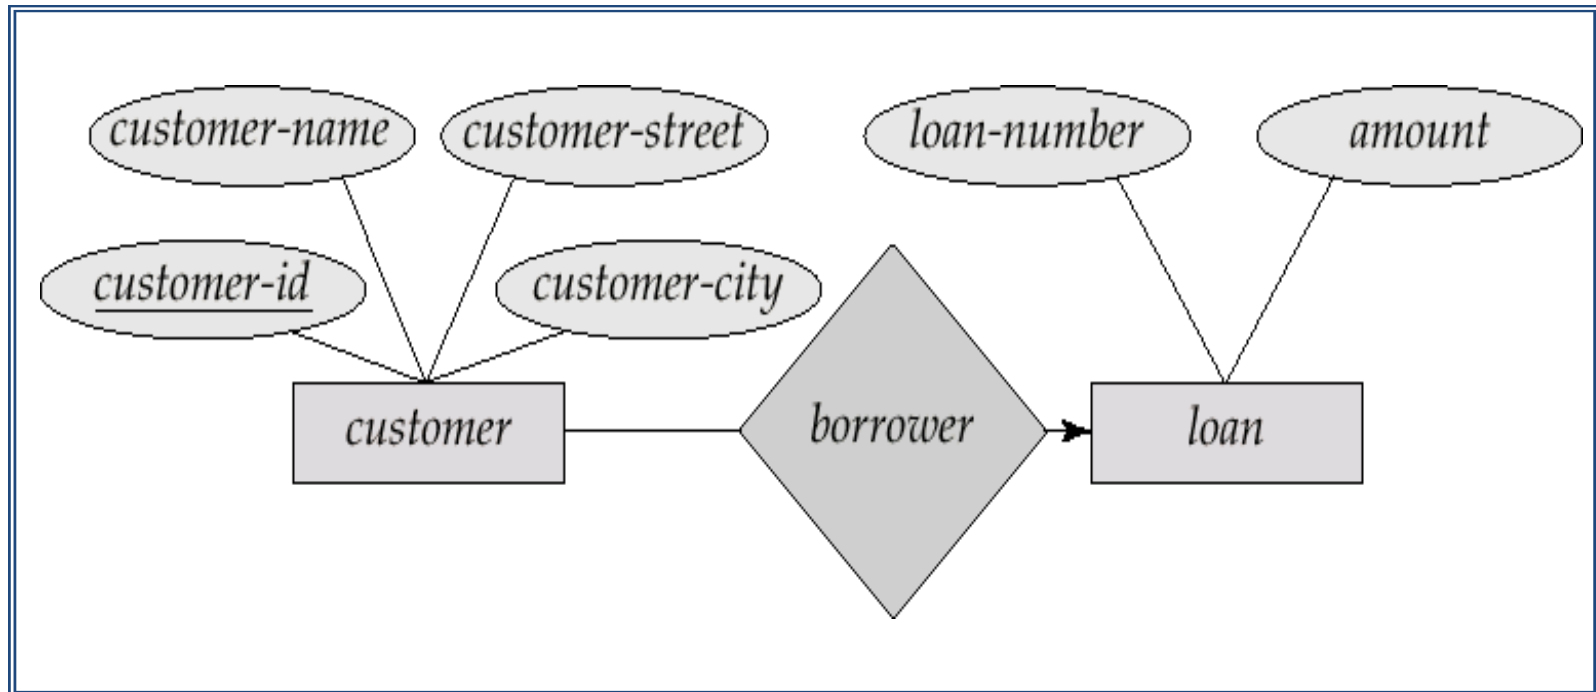 customer-name
customer-street
loan-number
amount
customer-id
customer-city
customer
borrower
loan